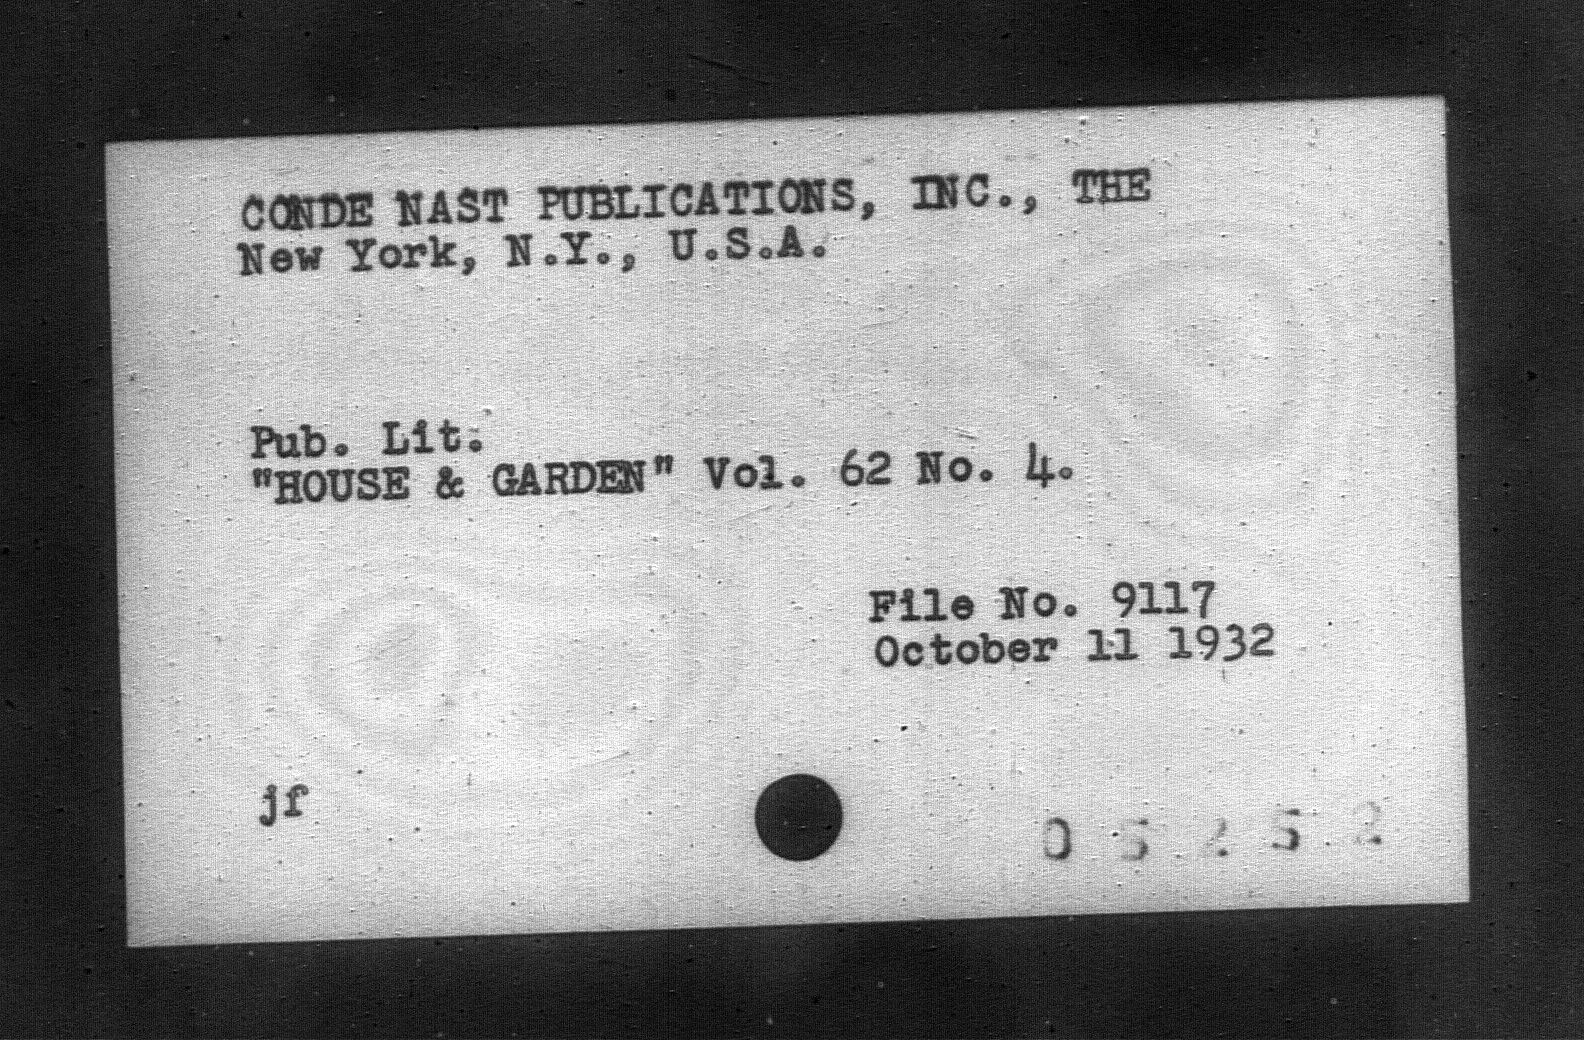 CONDE NAST PUBLICATIONS, INC., THE
New York, N.Y., U.S.A.
Pub. Lit.
"HOUSE & GARDEN" Vol. 62 No. 4.
File No. 9117
October 11 1932
jf